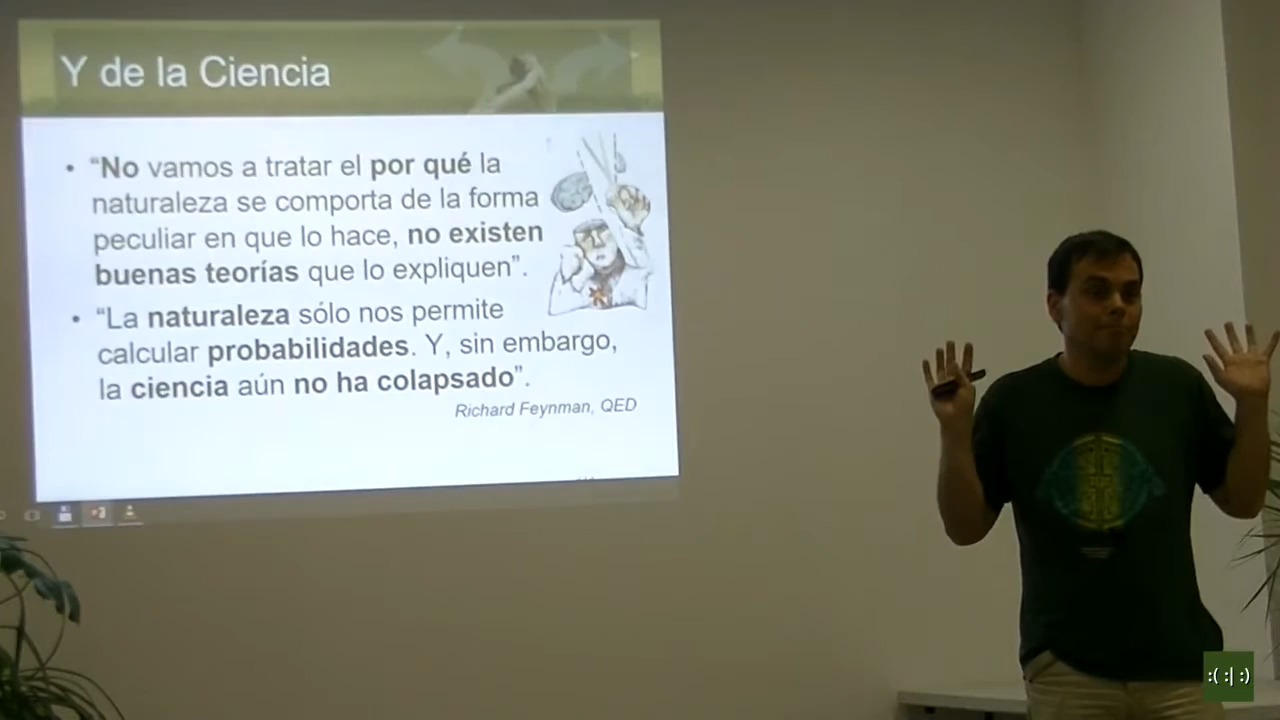 Y de la Ciencia
• “No vamos a tratar el por qué la
naturaleza se comporta de la forma
peculiar en que lo hace, no existen
buenas teorías que lo expliquen”.
• “La naturaleza sólo nos permite
calcular probabilidades. Y, sin embargo,
la ciencia aún no ha colapsado”.
Richard Feynman, QED
:( :| :)